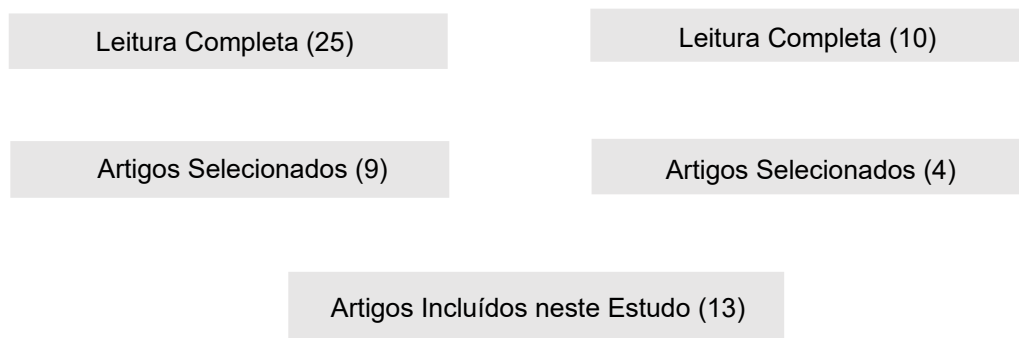 Leitura Completa (25)
Leitura Completa (10)
Artigos Selecionados (9)
Artigos Selecionados (4)
Artigos Incluídos neste Estudo (13)